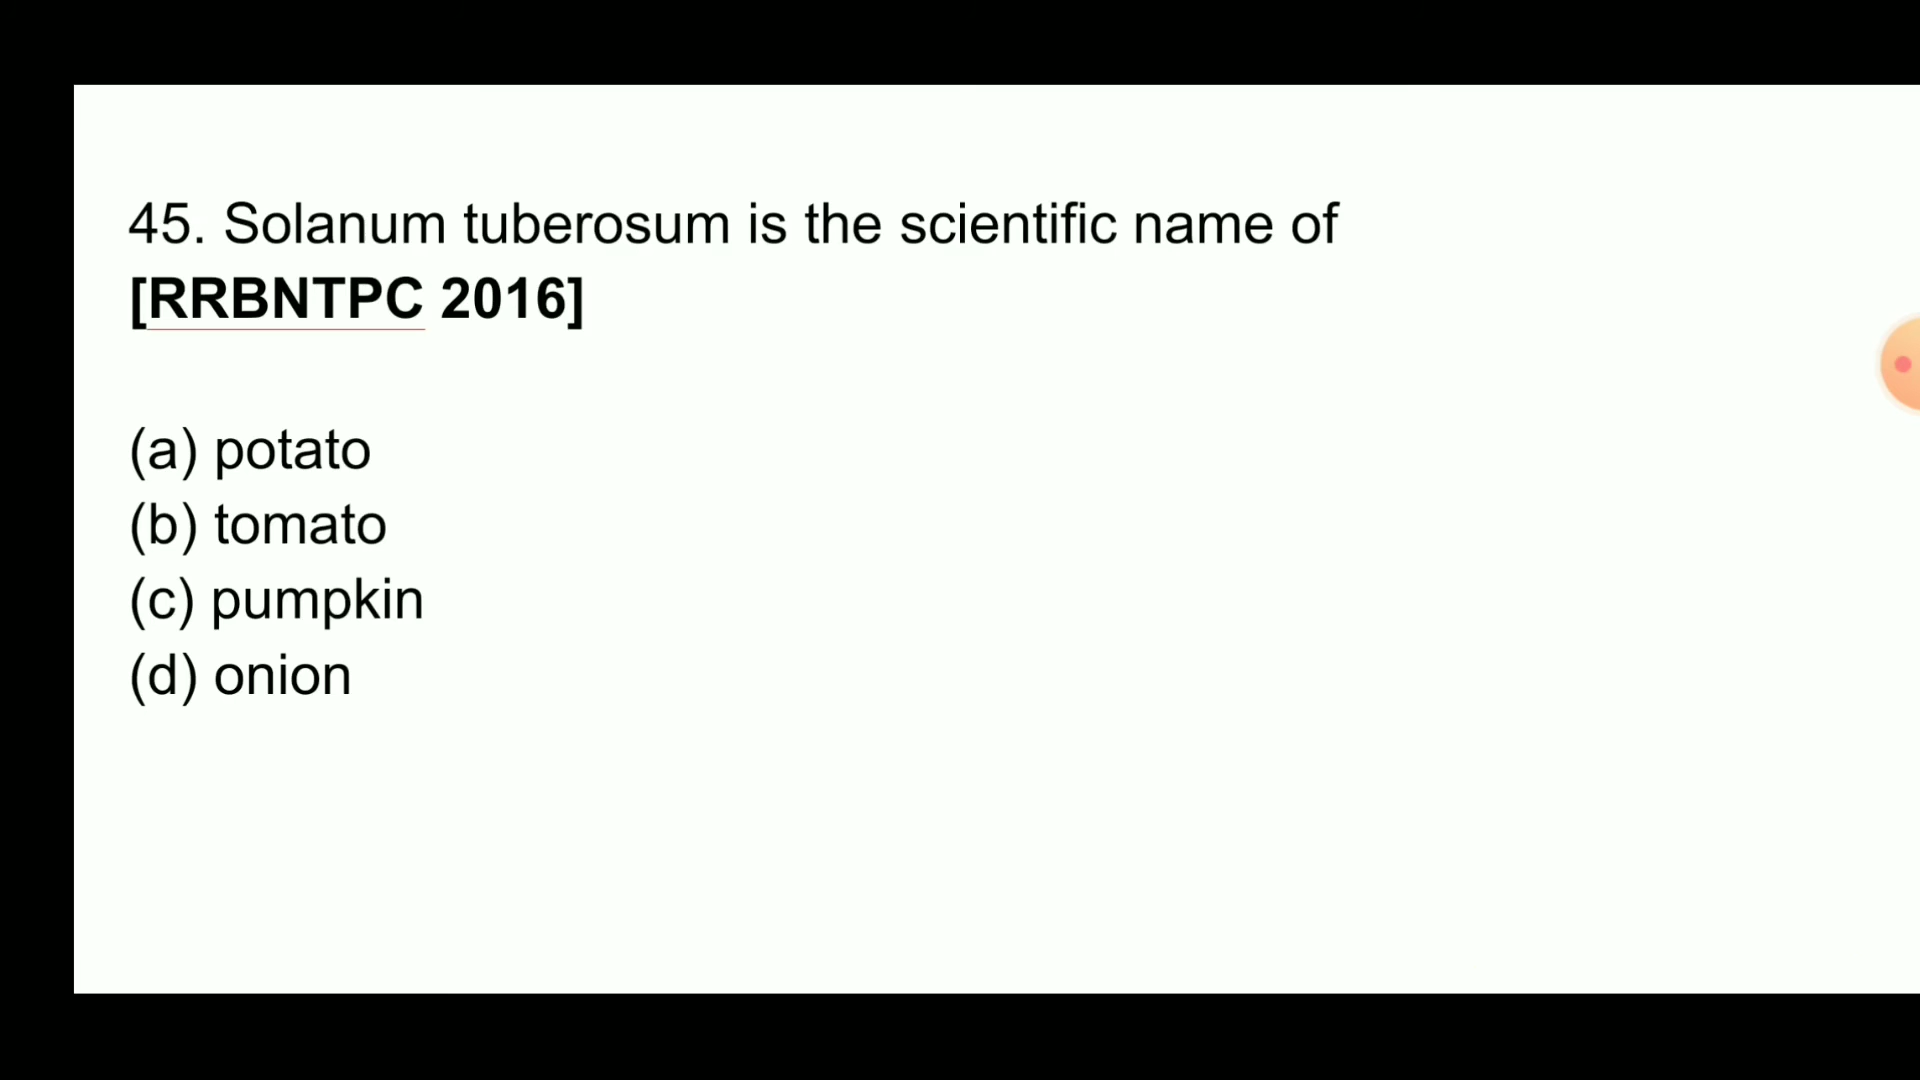 45. Solanum tuberosum is the scientific name of
[RRBNTPC 2016]
(a) potato
(b) tomato
(c) pumpkin
(d) onion